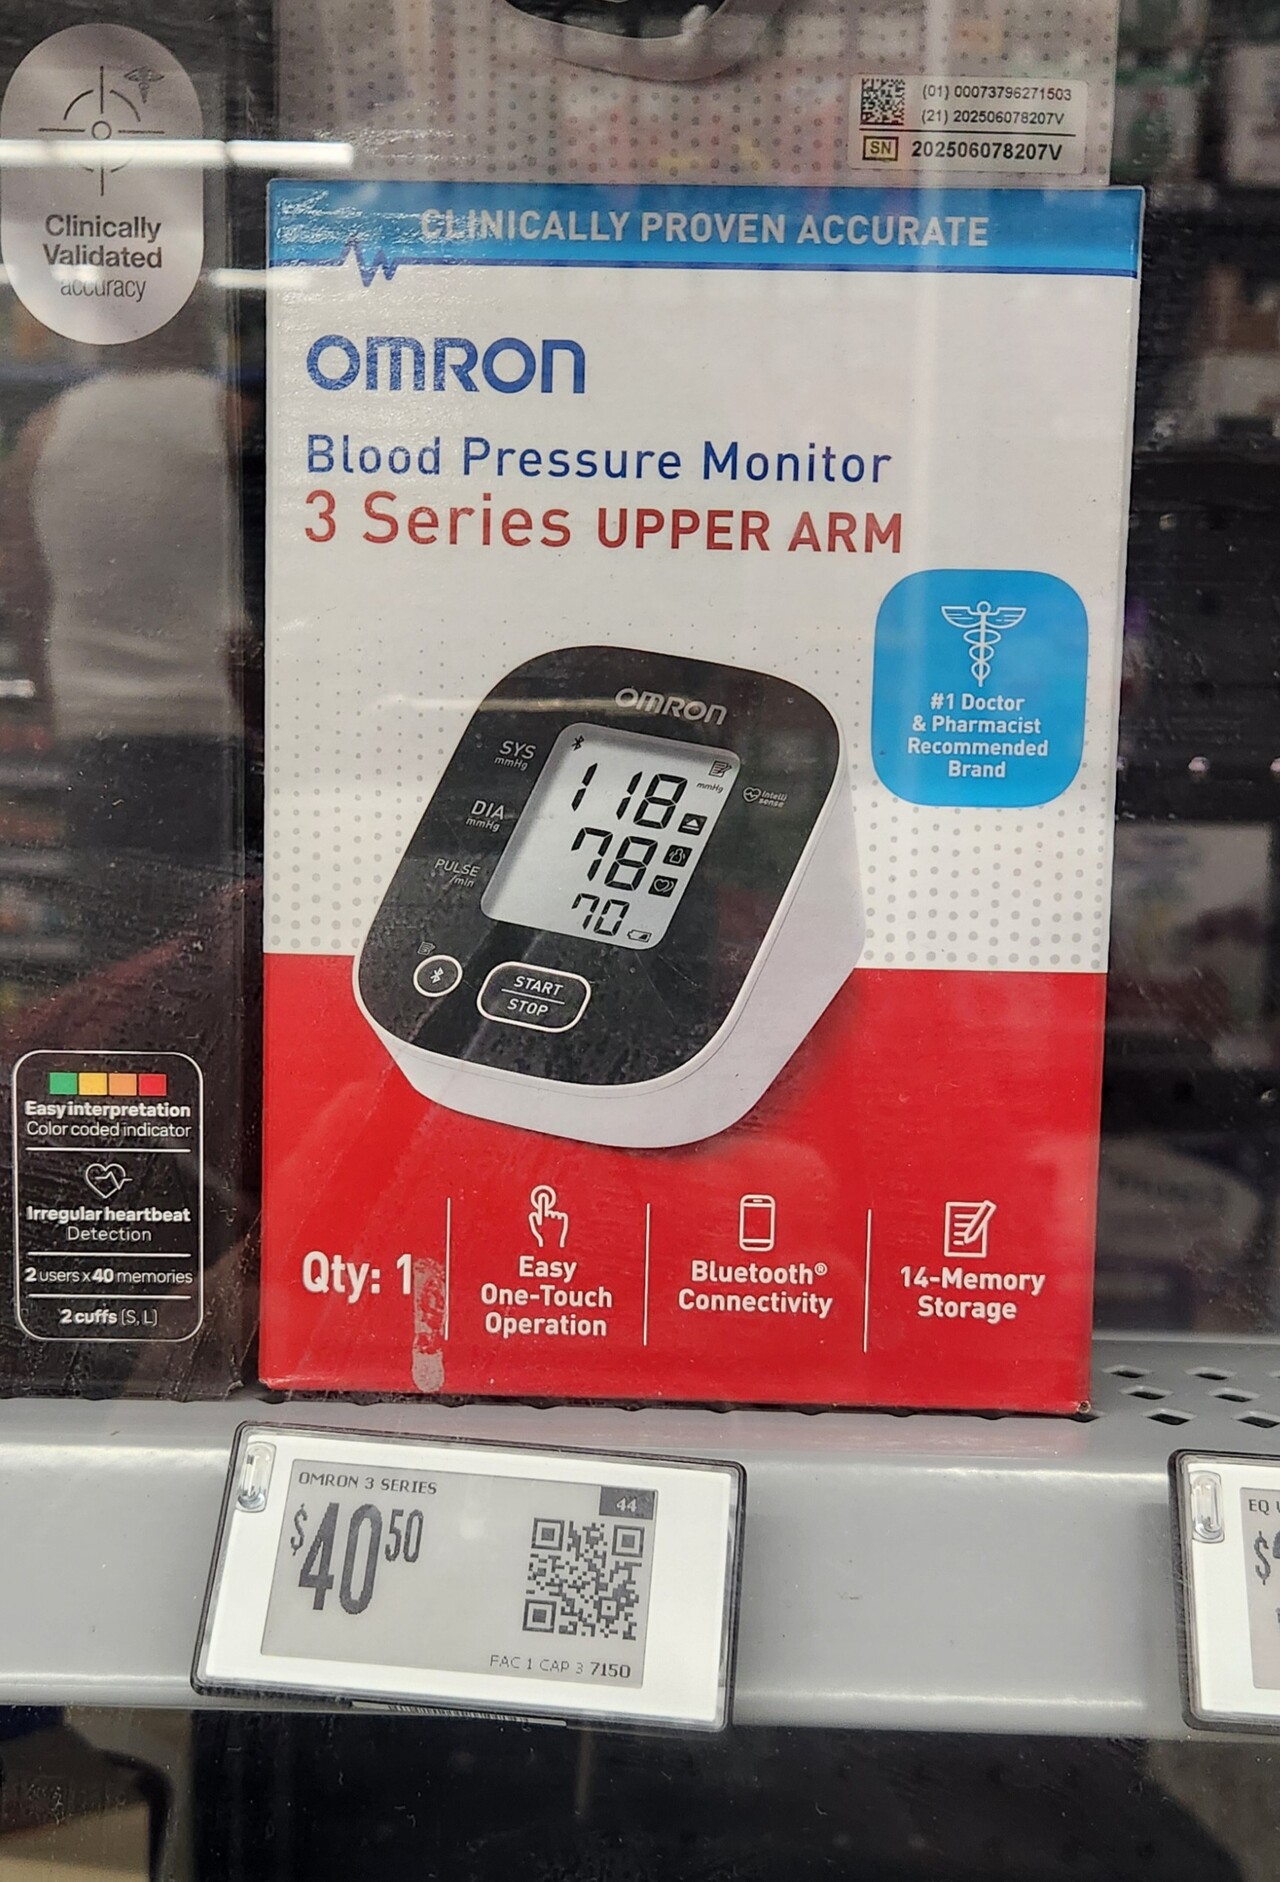 Clinically
Validated
accuracy
(01) 00073796271503
(21) 202506078207V
SN 202506078207V
CLINICALLY PROVEN ACCURATE
OMRON
Blood Pressure Monitor
3 Series UPPER ARM
#1 Doctor
& Pharmacist
Recommended
Brand
OMRON
SYS
mmHg
118
mmHg
intelli
sense
DIA
mmHg
78
PULSE
/min
70
START
STOP
Easy interpretation
Color coded indicator
Irregular heartbeat
Detection
2 users x 40 memories
2 cuffs (S, L)
Qty: 1
Easy
One-Touch
Operation
Bluetooth®
Connectivity
14-Memory
Storage
OMRON 3 SERIES
44
$40 50
FAC 1 CAP 3 7150
EQ
$